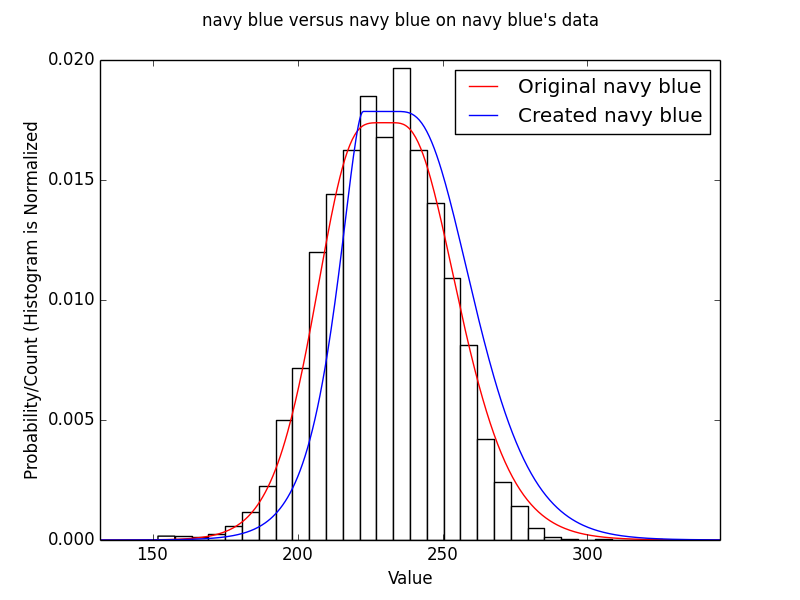 navy blue versus navy blue on navy blue's data
0.020
0.015
0.010
0.005
0.000
Probability/Count (Histogram is Normalized
Original navy blue
Created navy blue
150
200
250
300
Value